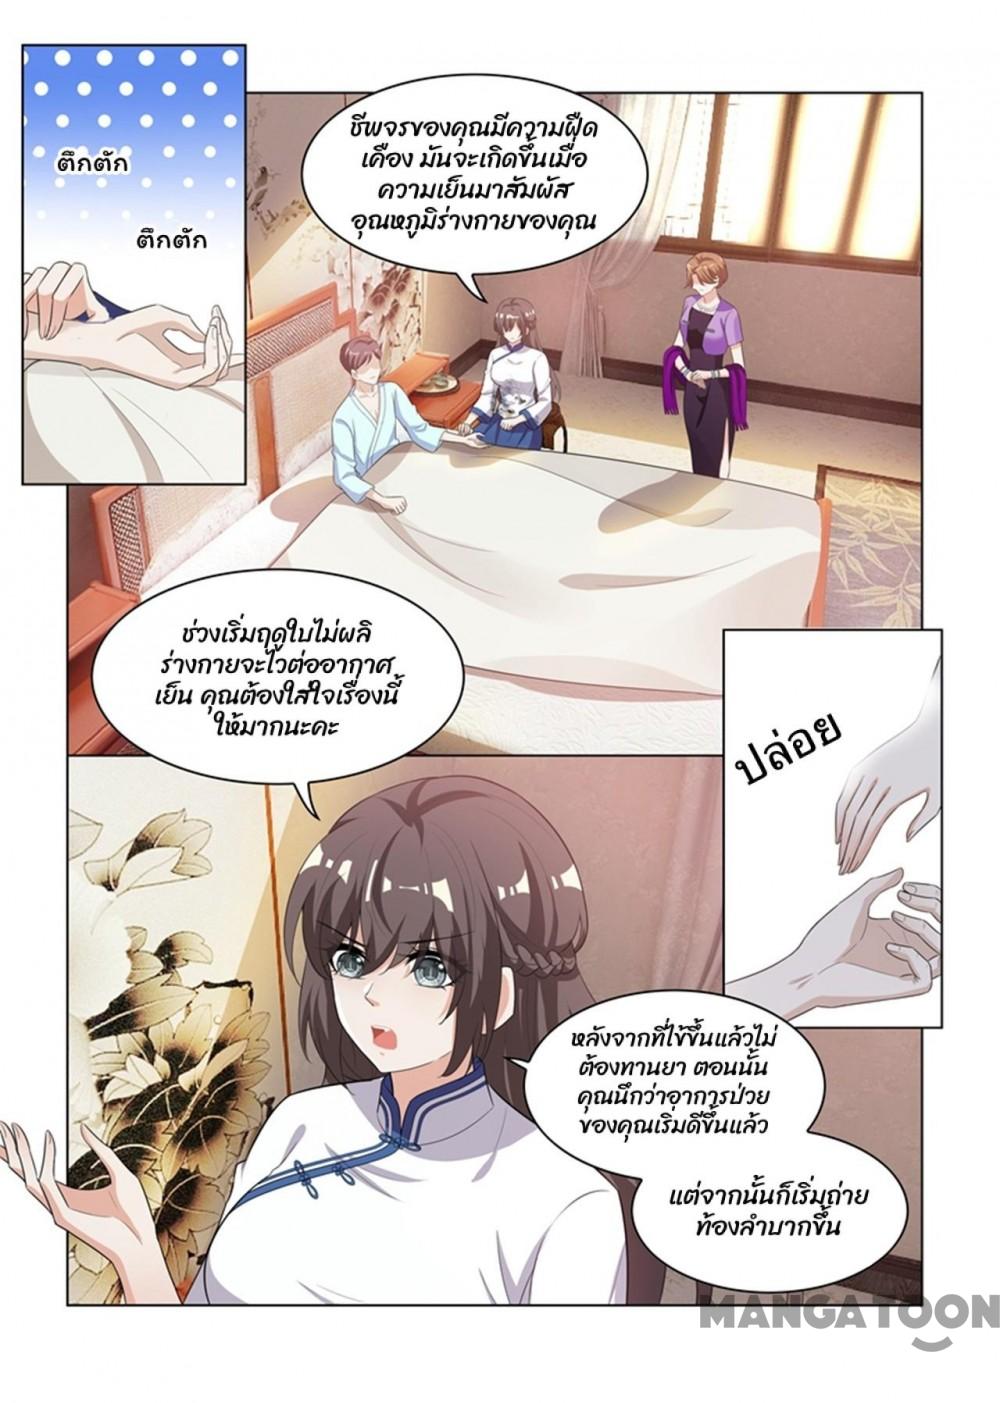 ตึกตัก
ตึกตัก
ชีพจรของคุณมีความฝืด
เคือง มันจะเกิดขึ้นเมื่อ
ความเย็นมาสัมผัส
อุณหภูมิร่างกายของคุณ
ช่วงเริ่มฤดูใบไม้ผลิ
ร่างกายจะไวต่ออากาศ
เย็น คุณต้องใส่ใจเรื่องนี้
ให้มากนะคะ
ปล่อย
หลังจากที่ไข้ขึ้นแล้วไม่
ต้องทานยา ตอนนั้น
คุณนึกว่าอาการป่วย
ของคุณเริ่มดีขึ้นแล้ว
แต่จากนั้นก็เริ่มถ่าย
ท้องลำบากขึ้น
MANGATOON